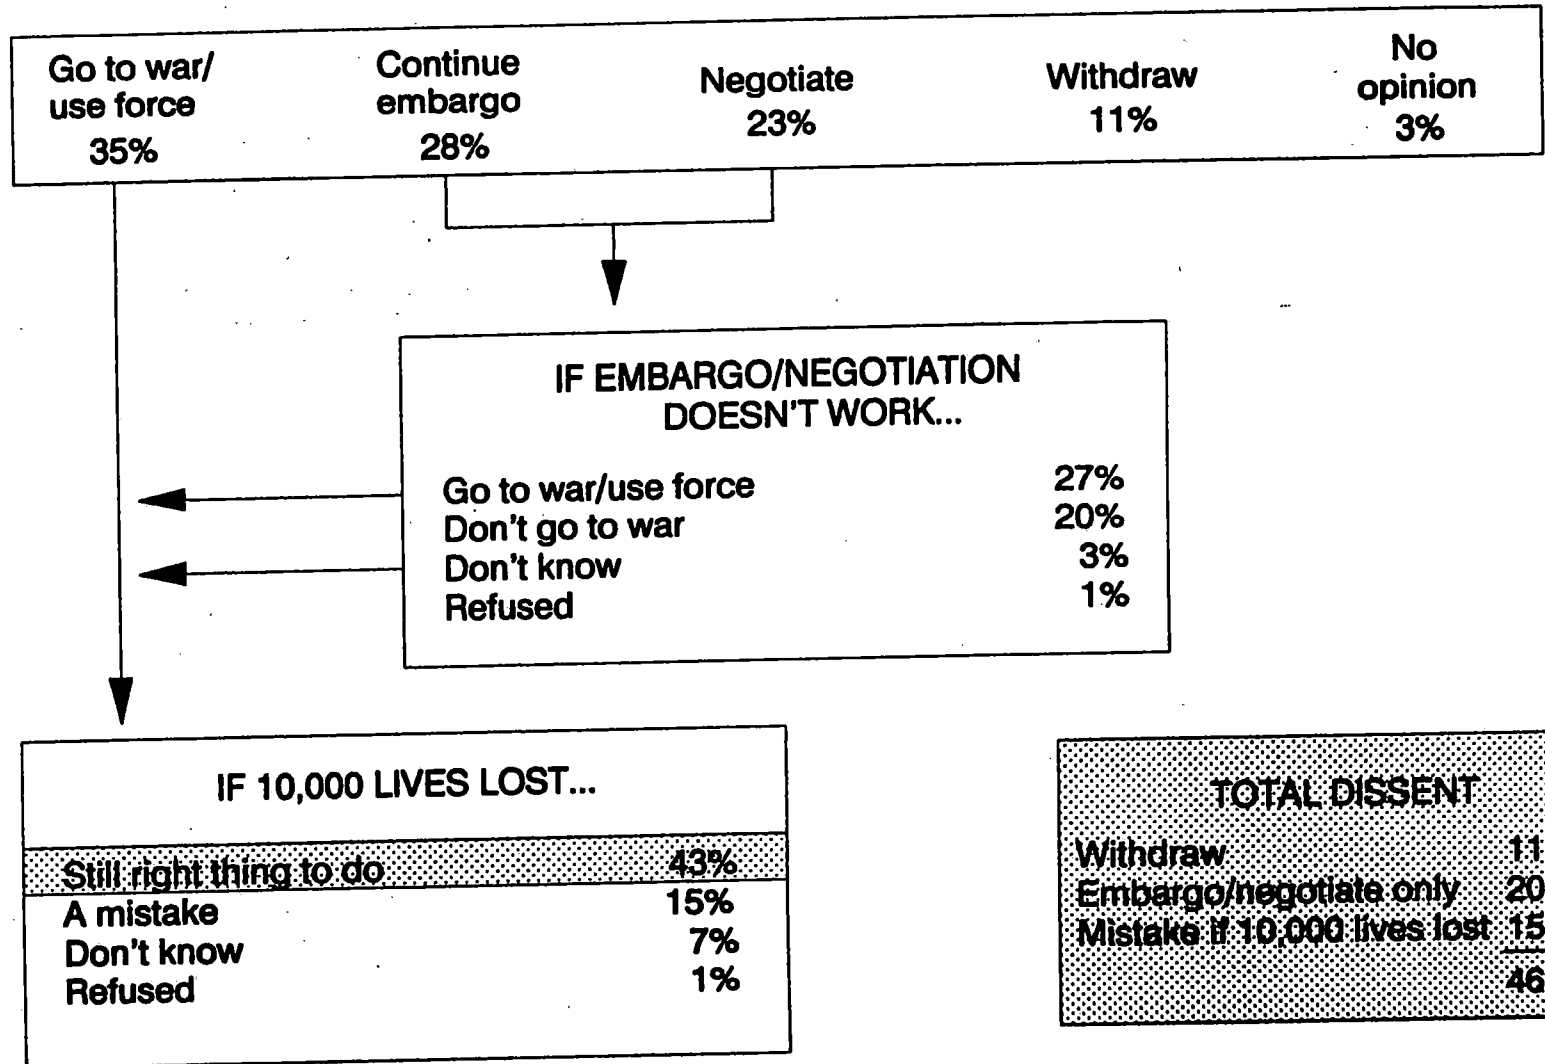 Go to war/
use force
35%
Continue
embargo
28%
Negotiate
23%
Withdraw
11%
No
opinion
3%
IF EMBARGO/NEGOTIATION
DOESN'T WORK...
Go to war/use force 27%
Don't go to war 20%
Don't know 3%
Refused 1%
IF 10,000 LIVES LOST...
Still right thing to do 43%
A mistake 15%
Don't know 7%
Refused 1%
TOTAL DISSENT
Withdraw 11
Embargo/negotiate only 20
Mistake if 10,000 lives lost 15
46